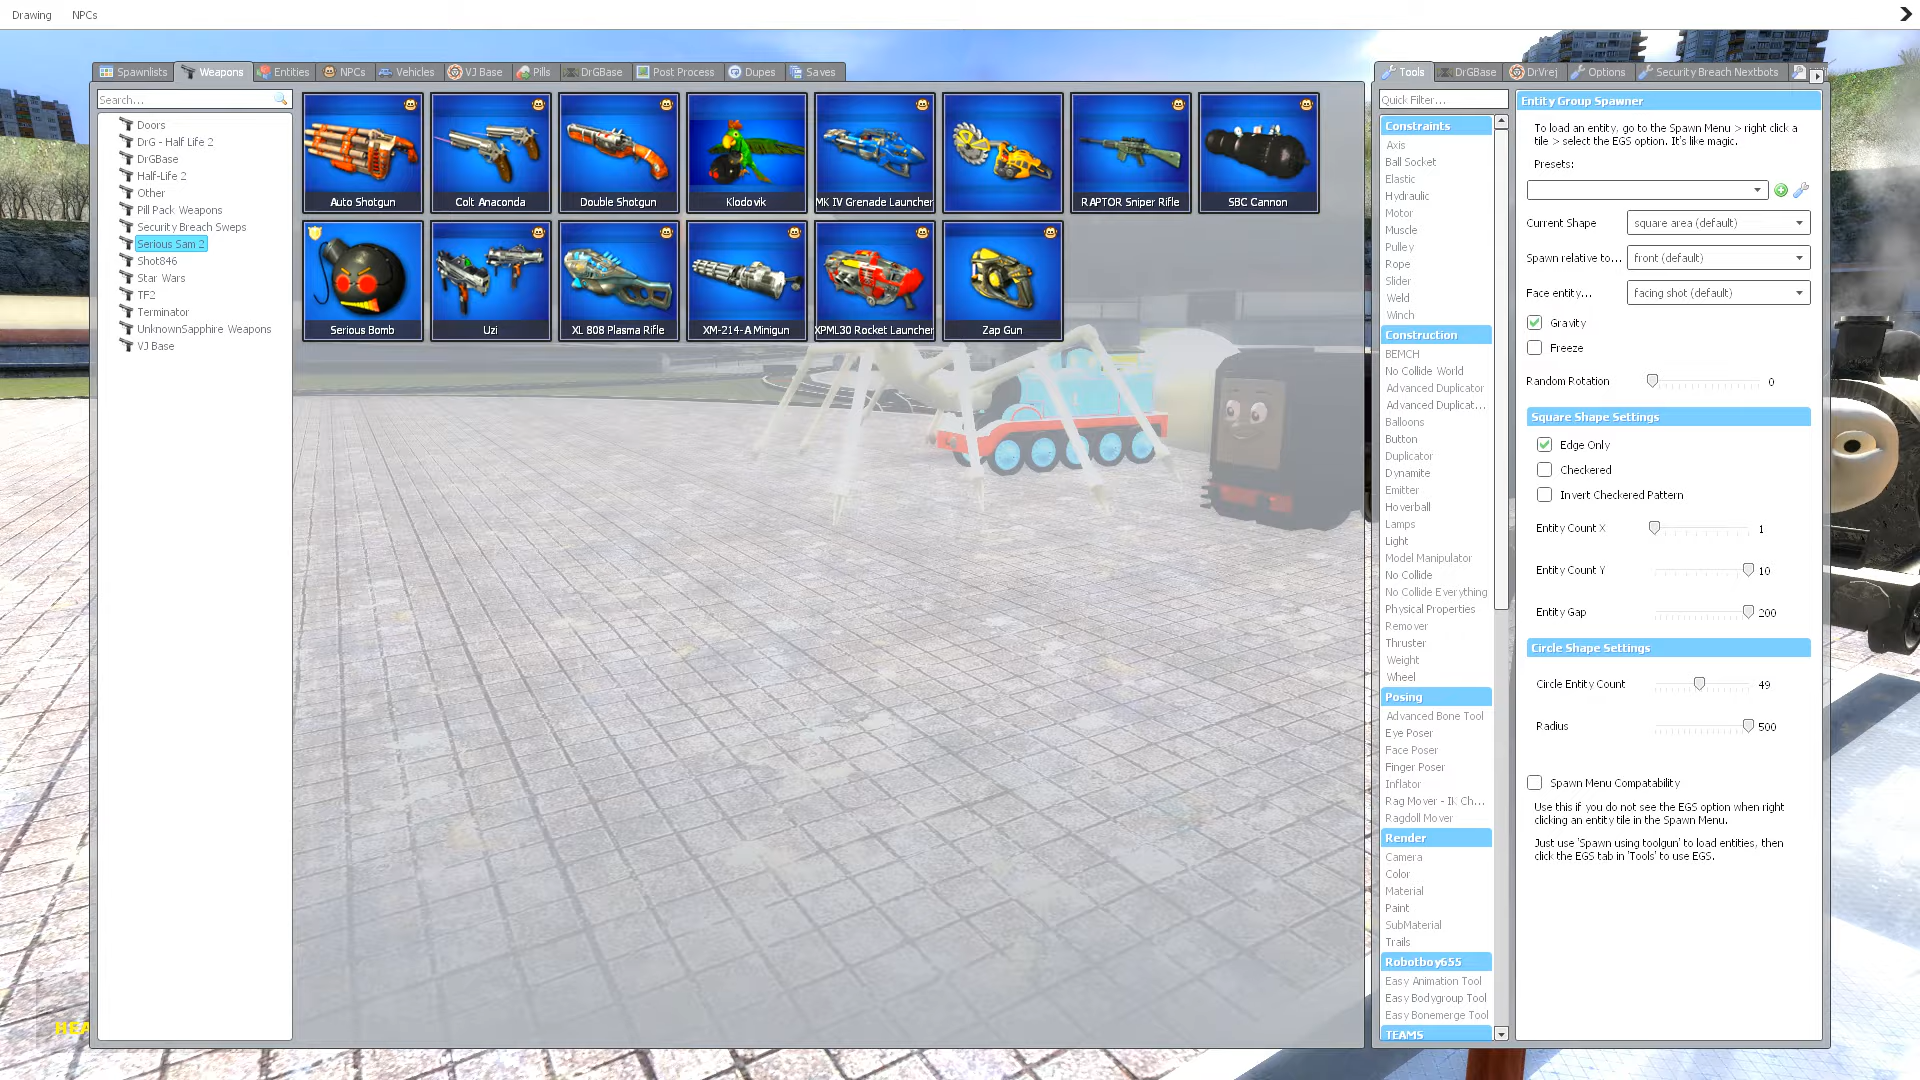 Drawing NPCs
Spawnlists Weapons Entities NPCs Vehicles VJ Base Pills DrGBase Post Process Dupes Saves
Search...
Doors
DrG - Half Life 2
DrGBase
Half-Life 2
Other
Pill Pack Weapons
Security Breach Sweps
Serious Sam 2
Shot846
Star Wars
TF2
Terminator
UnknownSapphire Weapons
VJ Base
Auto Shotgun Colt Anaconda Double Shotgun Klodovik MK IV Grenade Launcher RAPTOR Sniper Rifle SBC Cannon
Serious Bomb Uzi XL 808 Plasma Rifle XM-214-A Minigun XPML30 Rocket Launcher Zap Gun
HEA
Tools DrGBase DrVrej Options Security Breach Nextbots
Quick Filter...
Constraints
Axis
Ball Socket
Elastic
Hydraulic
Motor
Muscle
Pulley
Rope
Slider
Weld
Winch
Construction
BEMCH
No Collide World
Advanced Duplicator
Advanced Duplicat...
Balloons
Button
Duplicator
Dynamite
Emitter
Hoverball
Lamps
Light
Model Manipulator
No Collide
No Collide Everything
Physical Properties
Remover
Thruster
Weight
Wheel
Posing
Advanced Bone Tool
Eye Poser
Face Poser
Finger Poser
Inflator
Rag Mover - IK Ch...
Ragdoll Mover
Render
Camera
Color
Material
Paint
SubMaterial
Trails
Robotboy655
Easy Animation Tool
Easy Bodygroup Tool
Easy Bonemerge Tool
TEAMS
Entity Group Spawner
To load an entity, go to the Spawn Menu > right click a
tile > select the EGS option. It's like magic.
Presets:
Current Shape square area (default)
Spawn relative to... front (default)
Face entity... facing shot (default)
Gravity
Freeze
Random Rotation 0
Square Shape Settings
Edge Only
Checkered
Invert Checkered Pattern
Entity Count X 1
Entity Count Y 10
Entity Gap 200
Circle Shape Settings
Circle Entity Count 49
Radius 500
Spawn Menu Compatability
Use this if you do not see the EGS option when right
clicking an entity tile in the Spawn Menu.
Just use 'Spawn using toolgun' to load entities, then
click the EGS tab in 'Tools' to use EGS.